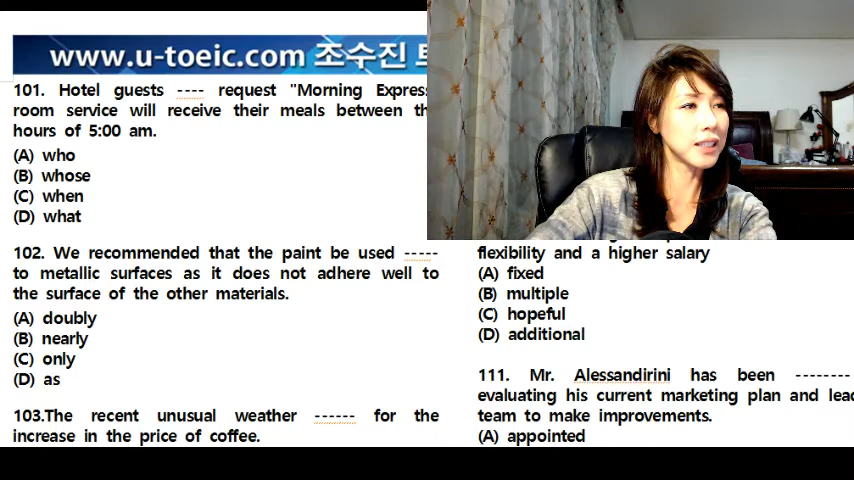 www.u-toeic.com 조수진
101. Hotel guests ---- request "Morning Express
room service will receive their meals between
hours of 5:00 am.
(A) who
(B) whose
(C) when
(D) what
102. We recommended that the paint be used -----
to metallic surfaces as it does not adhere well to
the surface of the other materials.
(A) doubly
(B) nearly
(C) only
(D) as
103.The recent unusual weather ------ for the
increase in the price of coffee.
flexibility and a higher salary
(A) fixed
(B) multiple
(C) hopeful
(D) additional
111. Mr. Alessandirini has been --------
evaluating his current marketing plan and
team to make improvements.
(A) appointed